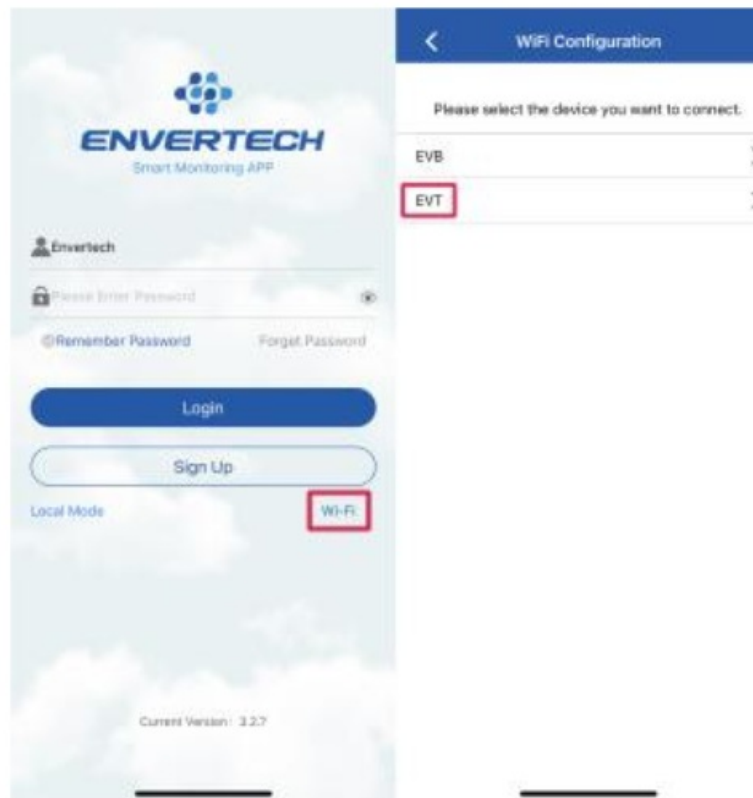 ENVERTECH
Smart Monitoring APP
Envertech
Please Enter Password
Remember Password Forget Password
Login
Sign Up
Local Mode Wi-Fi
Current Version: 3.2.7
WiFi Configuration
Please select the device you want to connect.
EVB
EVT